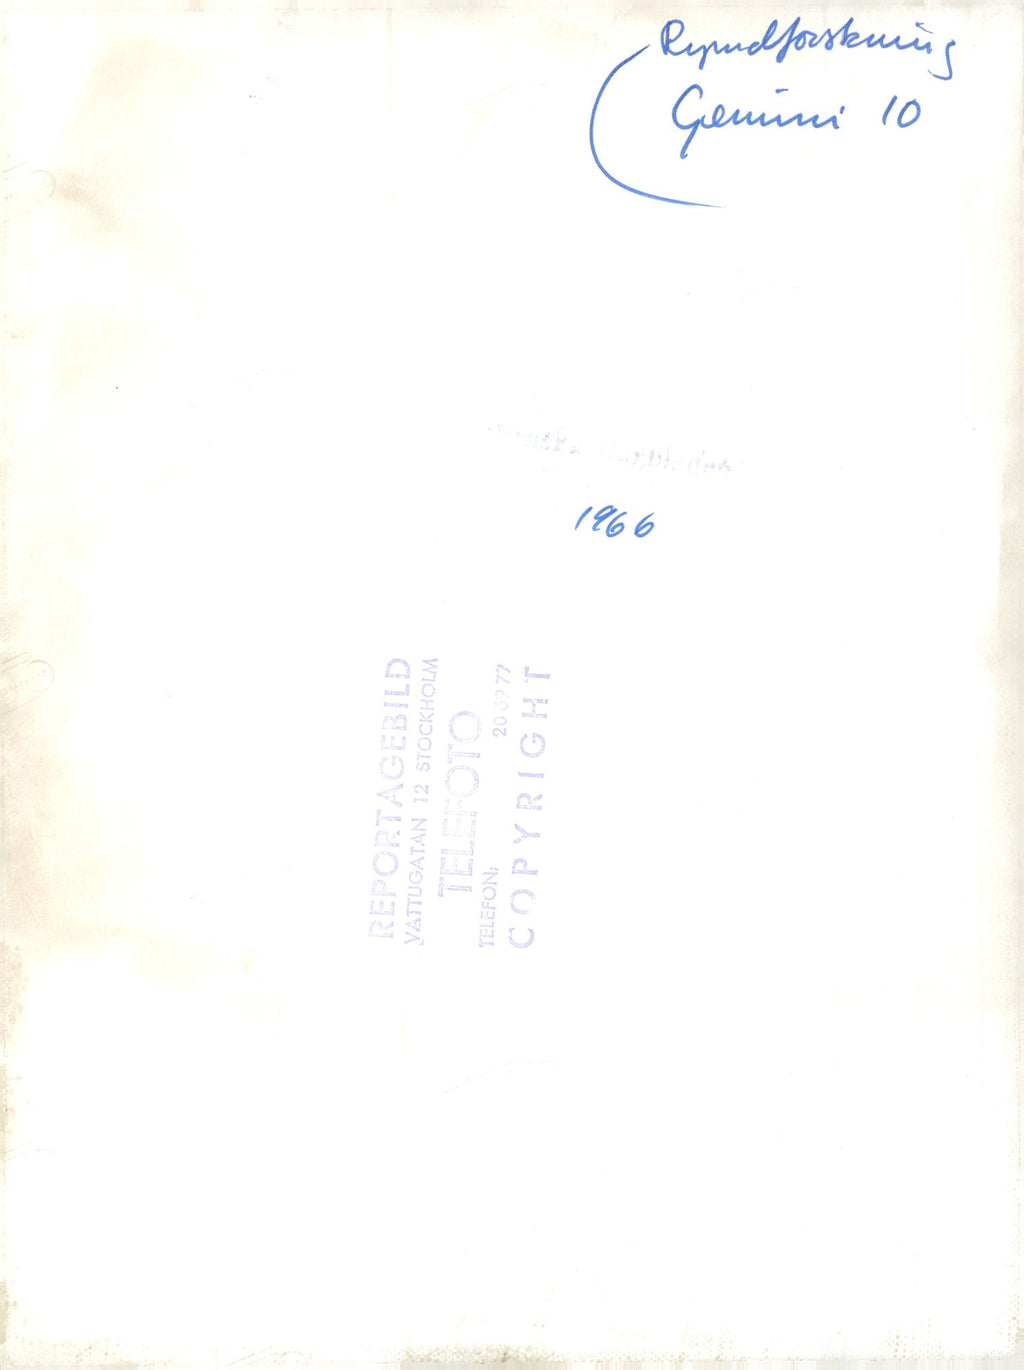 Rymdforskning
Gemini 10
1966
REPORTAGEBILD
VATTUGATAN 12 STOCKHOLM
TELEFOTO
TELEFON: 20 69 77
COPYRIGHT